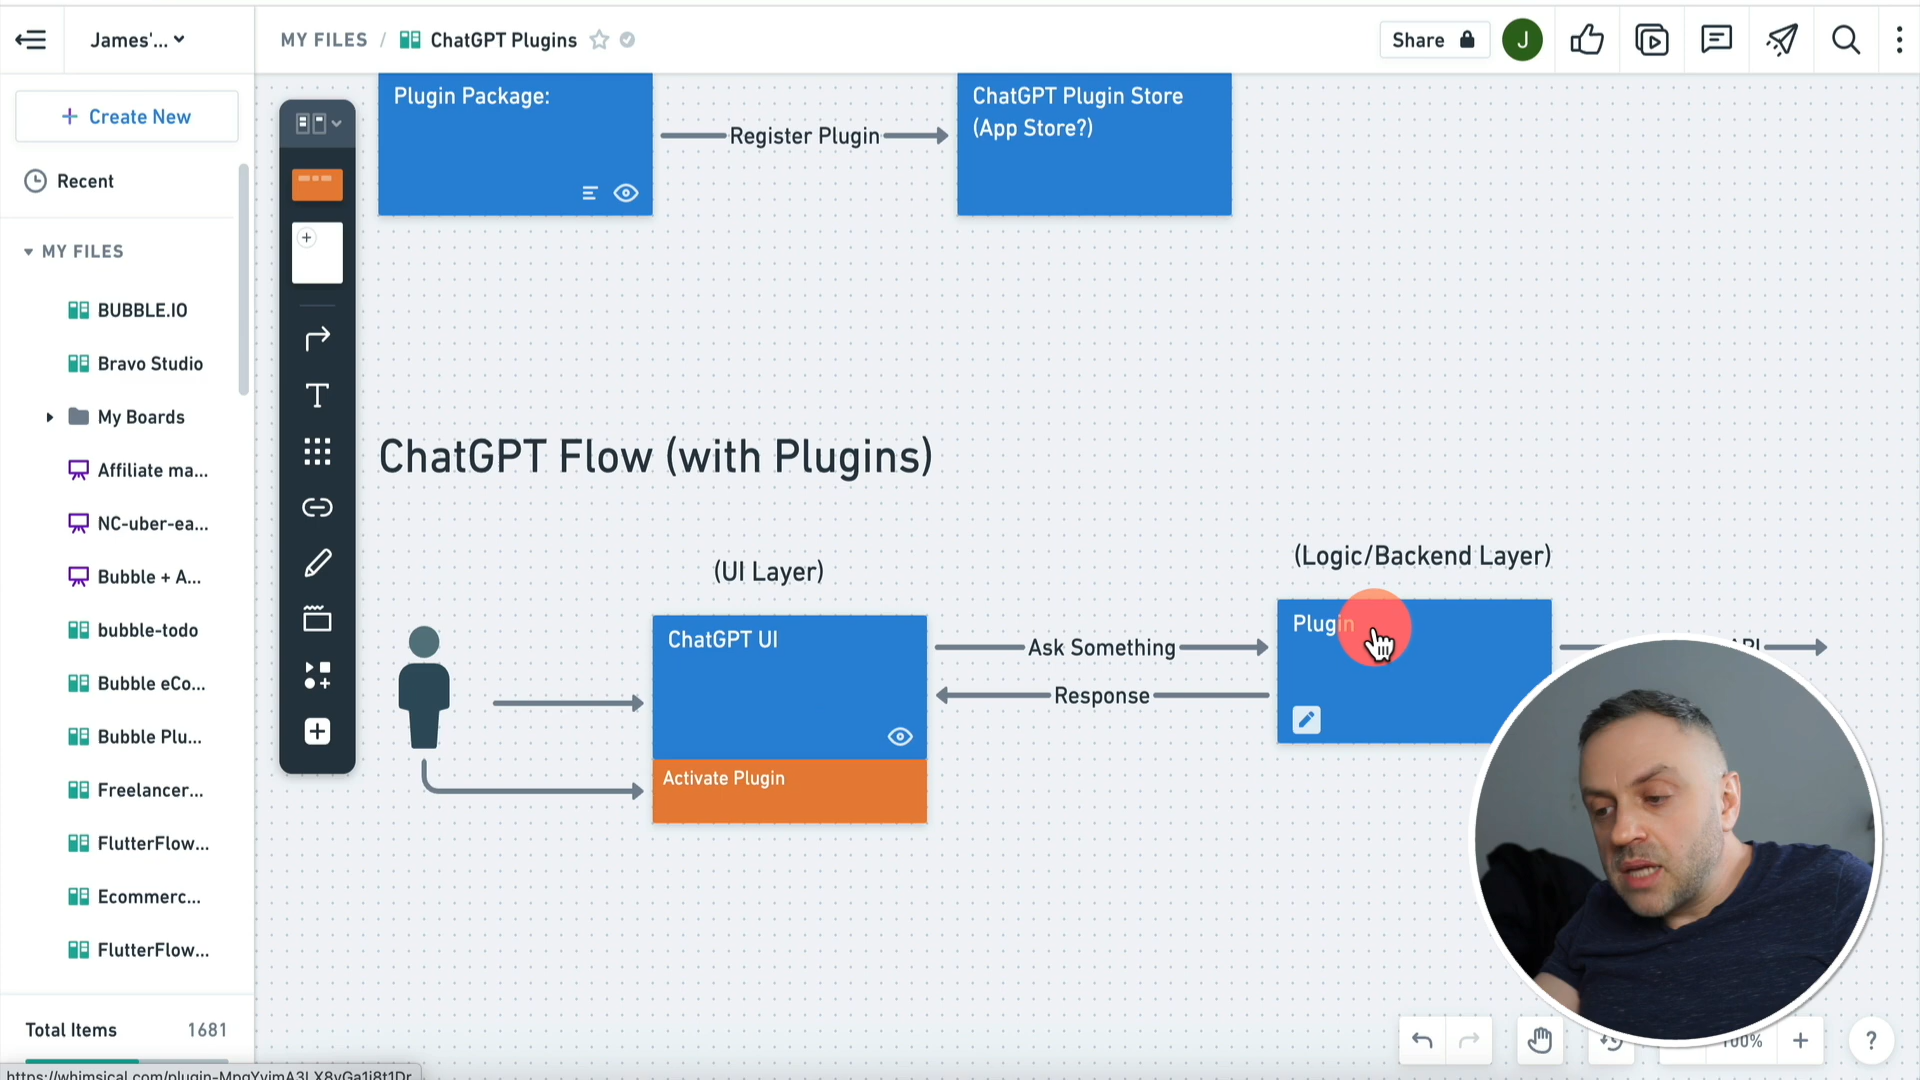 James'...
MY FILES / ChatGPT Plugins
Share
J
+ Create New
Recent
MY FILES
BUBBLE.IO
Bravo Studio
My Boards
Affiliate ma...
NC-uber-ea...
Bubble + A...
bubble-todo
Bubble eCo...
Bubble Plu...
Freelancer...
FlutterFlow...
Ecommerc...
FlutterFlow...
Total Items 1681
Plugin Package:
Register Plugin
ChatGPT Plugin Store
(App Store?)
ChatGPT Flow (with Plugins)
(UI Layer)
(Logic/Backend Layer)
ChatGPT UI
Activate Plugin
Ask Something
Response
Plugin
100%
?